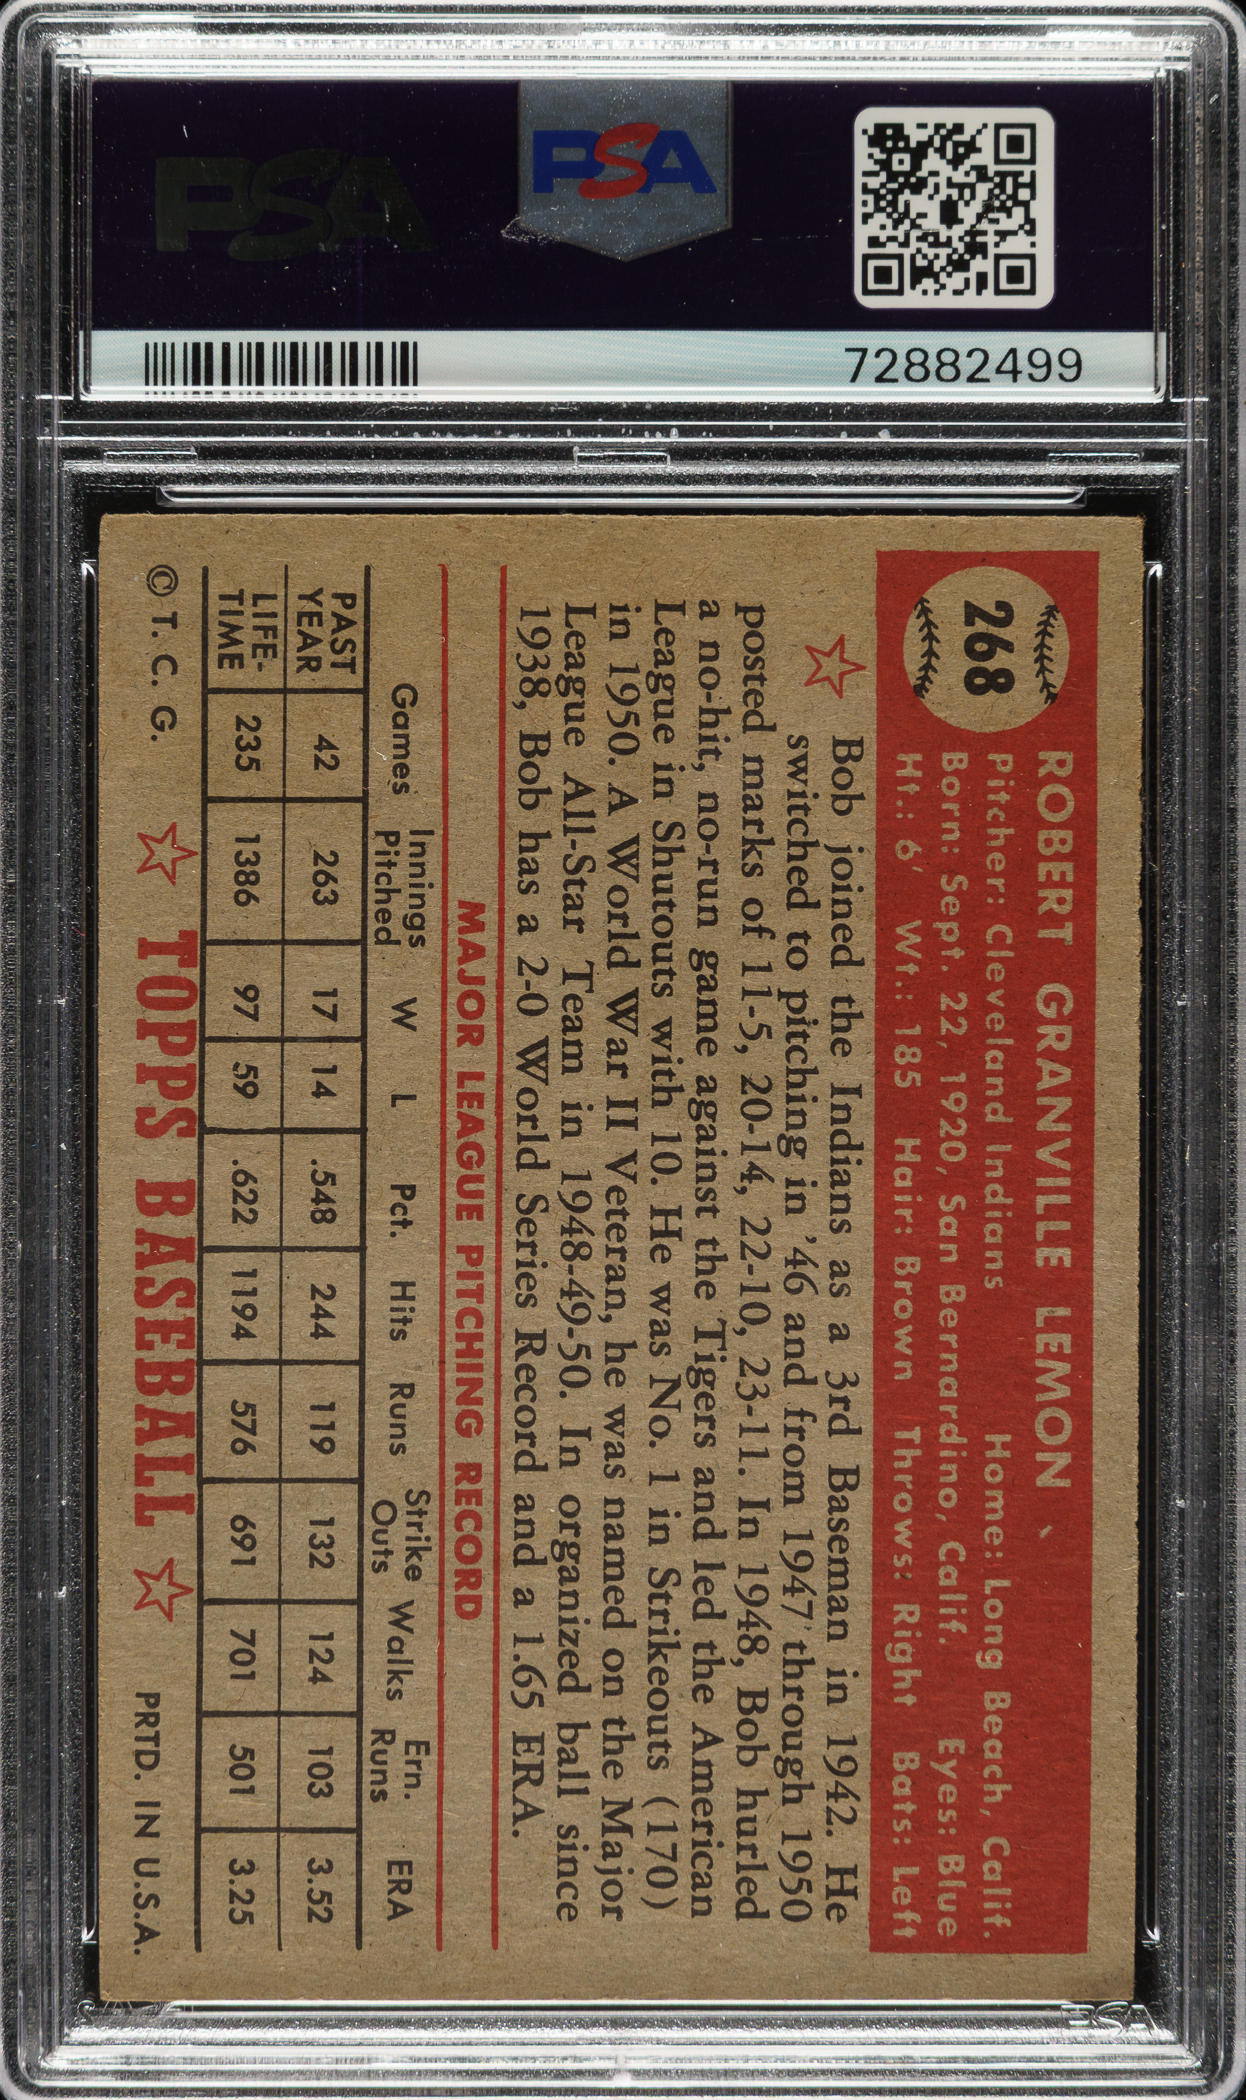 PSA
PSA
72882499
268
ROBERT GRANVILLE LEMON
Pitcher: Cleveland Indians Home: Long Beach, Calif.
Born: Sept. 22, 1920, San Bernardino, Calif. Eyes: Blue
Ht.: 6' Wt.: 185 Hair: Brown Throws: Right Bats: Left
Bob joined the Indians as a 3rd Baseman in 1942. He
switched to pitching in '46 and from 1947 through 1950
posted marks of 11-5, 20-14, 22-10, 23-11. In 1948, Bob hurled
a no-hit, no-run game against the Tigers and led the American
League in Shutouts with 10. He was No. 1 in Strikeouts (170)
in 1950. A World War II Veteran, he was named on the Major
League All-Star Team in 1948-49-50. In organized ball since
1938, Bob has a 2-0 World Series Record and a 1.65 ERA.
MAJOR LEAGUE PITCHING RECORD
Games Innings Pitched W L Pct. Hits Runs Strike Outs Walks Ern. Runs ERA
PAST YEAR 42 263 17 14 .548 244 119 132 124 103 3.52
LIFE-TIME 235 1386 97 59 .622 1194 576 691 701 501 3.25
© T. C. G. TOPPS BASEBALL PRTD. IN U.S.A.
PSA